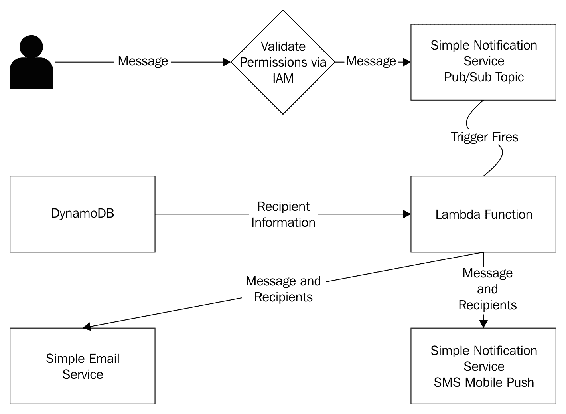 Message
Validate
Permissions via
IAM
Message
Simple Notification
Service
Pub/Sub Topic
Trigger Fires
DynamoDB
Recipient
Information
Lambda Function
Message and
Recipients
Message
and
Recipients
Simple Email
Service
Simple Notification
Service
SMS Mobile Push